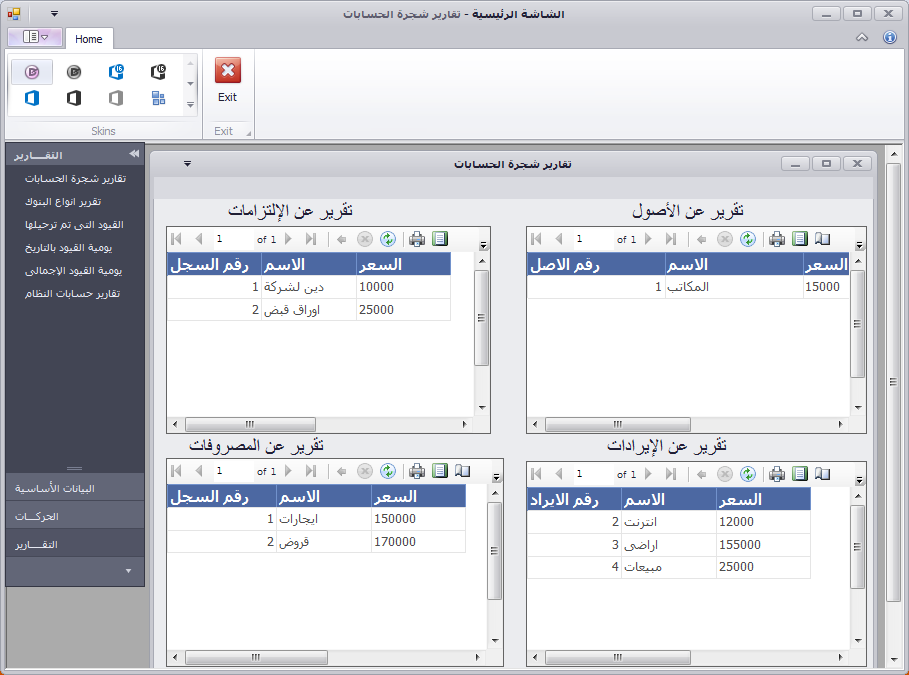 الشاشة الرئيسية - تقارير شجرة الحسابات
Home
Skins
Exit
Exit
التقـــارير
تقارير شجرة الحسابات
تقرير انواع البنوك
القيود التى تم ترحيلها
يومية القيود بالتاريخ
يومية القيود الإجمالى
تقارير حسابات النظام
البيانات الأساسية
الحركـــات
التقــــارير
تقارير شجرة الحسابات
تقرير عن الإلتزامات
1 of 1
رقم السجل الاسم السعر
1 دين لشركة 10000
2 اوراق قبض 25000
تقرير عن الأصول
1 of 1
رقم الاصل الاسم السعر
1 المكاتب 15000
تقرير عن المصروفات
1 of 1
رقم السجل الاسم السعر
1 ايجارات 150000
2 قروض 170000
تقرير عن الإيرادات
1 of 1
رقم الايراد الاسم السعر
2 انترنت 12000
3 اراضى 155000
4 مبيعات 25000